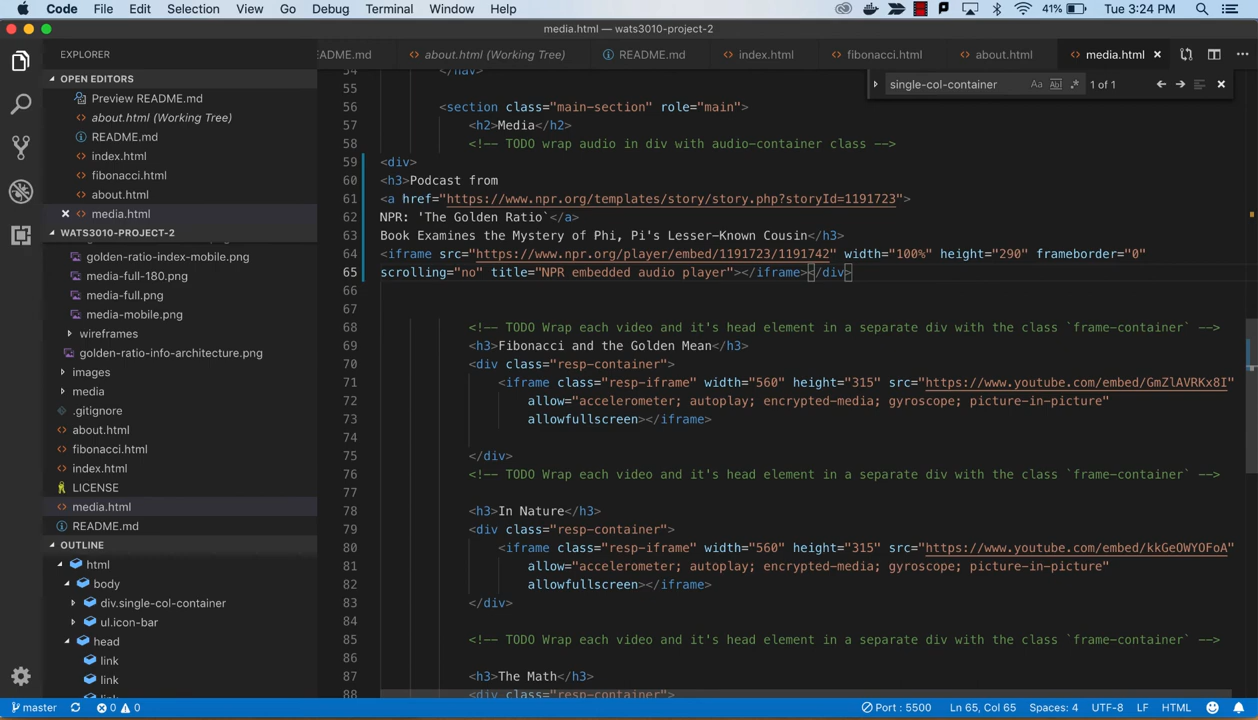 Code File Edit Selection View Go Debug Terminal Window Help 41% Tue 3:24 PM
media.html — wats3010-project-2
EXPLORER
README.md
about.html (Working Tree)
README.md
index.html
fibonacci.html
about.html
media.html
single-col-container
Aa Abl .* 1 of 1
OPEN EDITORS
Preview README.md
about.html (Working Tree)
README.md
index.html
fibonacci.html
about.html
media.html
WATS3010-PROJECT-2
golden-ratio-index-mobile.png
media-full-180.png
media-full.png
media-mobile.png
wireframes
golden-ratio-info-architecture.png
images
media
.gitignore
about.html
fibonacci.html
index.html
LICENSE
media.html
README.md
OUTLINE
html
body
div.single-col-container
ul.icon-bar
head
link
link
54 </nav>
55
56 <section class="main-section" role="main">
57 <h2>Media</h2>
58 <!-- TODO wrap audio in div with audio-container class -->
59 <div>
60 <h3>Podcast from
61 <a href="https://www.npr.org/templates/story/story.php?storyId=1191723">
62 NPR: 'The Golden Ratio`</a>
63 Book Examines the Mystery of Phi, Pi's Lesser-Known Cousin</h3>
64 <iframe src="https://www.npr.org/player/embed/1191723/1191742" width="100%" height="290" frameborder="0"
65 scrolling="no" title="NPR embedded audio player"></iframe></div>
66
67
68 <!-- TODO Wrap each video and it's head element in a separate div with the class `frame-container` -->
69 <h3>Fibonacci and the Golden Mean</h3>
70 <div class="resp-container">
71 <iframe class="resp-iframe" width="560" height="315" src="https://www.youtube.com/embed/GmZlAVRKx8I"
72 allow="accelerometer; autoplay; encrypted-media; gyroscope; picture-in-picture"
73 allowfullscreen></iframe>
74
75 </div>
76 <!-- TODO Wrap each video and it's head element in a separate div with the class `frame-container` -->
77
78 <h3>In Nature</h3>
79 <div class="resp-container">
80 <iframe class="resp-iframe" width="560" height="315" src="https://www.youtube.com/embed/kkGeOWYOFoA"
81 allow="accelerometer; autoplay; encrypted-media; gyroscope; picture-in-picture"
82 allowfullscreen></iframe>
83 </div>
84
85 <!-- TODO Wrap each video and it's head element in a separate div with the class `frame-container` -->
86
87 <h3>The Math</h3>
88 <div class="resp-container">
master 0 0 Port : 5500 Ln 65, Col 65 Spaces: 4 UTF-8 LF HTML